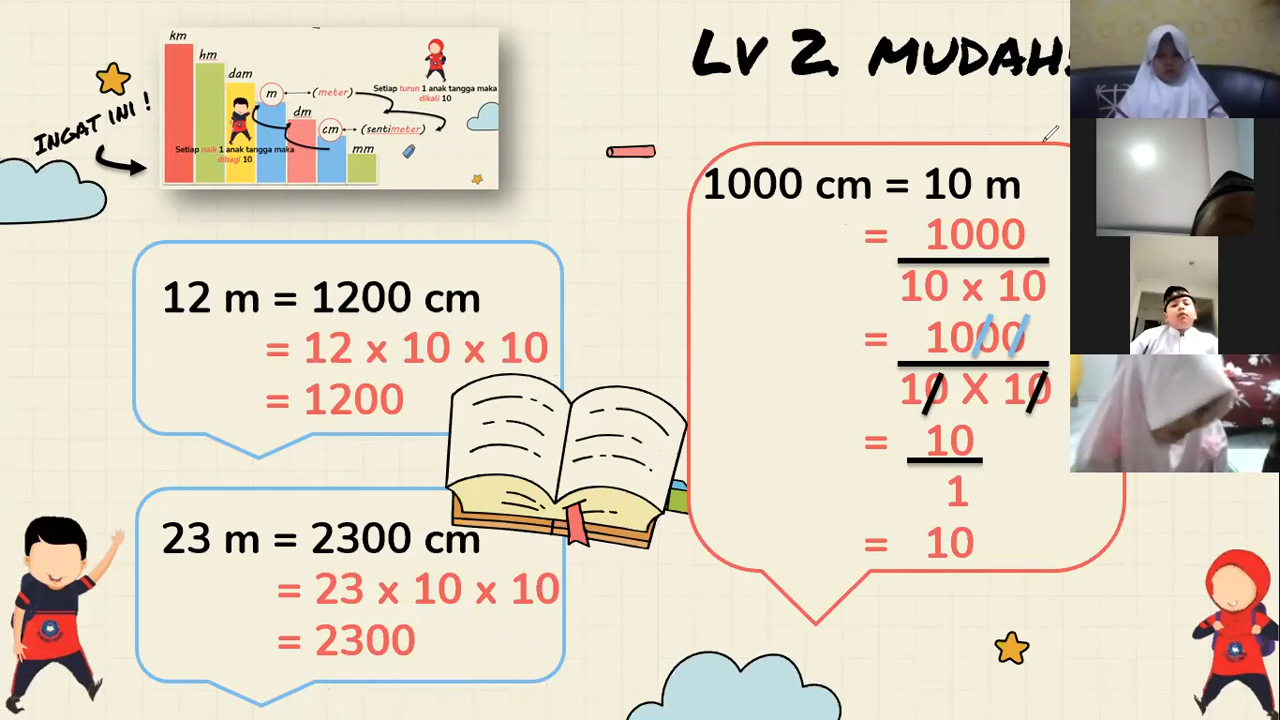 km
hm
dam
m
(meter)
dm
cm
(sentimeter)
mm
Setiap turun 1 anak tangga maka
dikali 10
Setiap naik 1 anak tangga maka
dibagi 10
INGAT INI !
LV 2. MUDAH!
12 m = 1200 cm
= 12 x 10 x 10
= 1200
23 m = 2300 cm
= 23 x 10 x 10
= 2300
1000 cm = 10 m
= 1000
10 x 10
= 1000
10 X 10
= 10
1
= 10